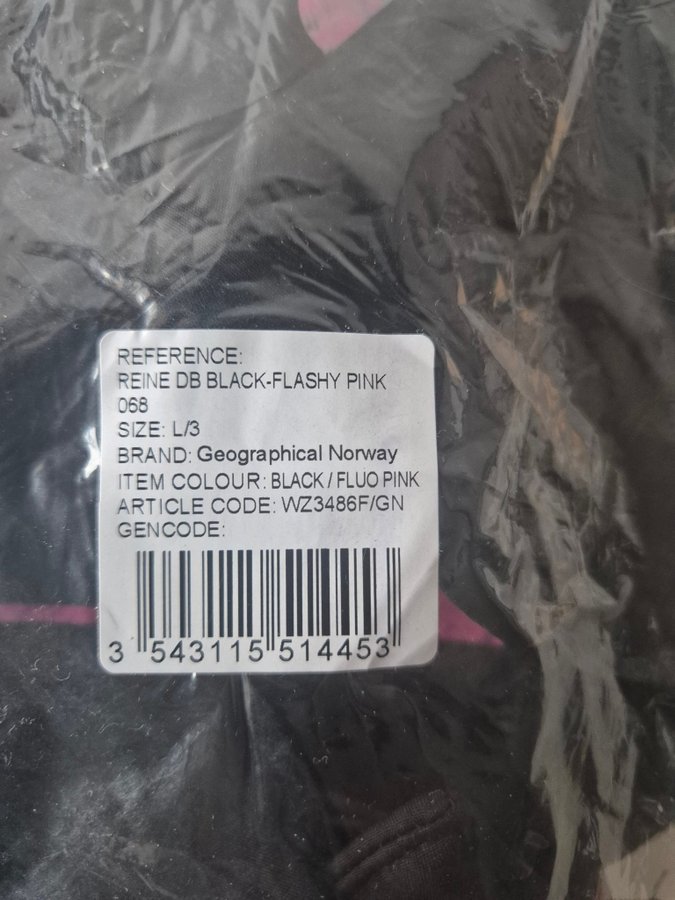 REFERENCE:
REINE DB BLACK-FLASHY PINK
068
SIZE: L/3
BRAND: Geographical Norway
ITEM COLOUR: BLACK / FLUO PINK
ARTICLE CODE: WZ3486F/GN
GENCODE:
3 543115 514453